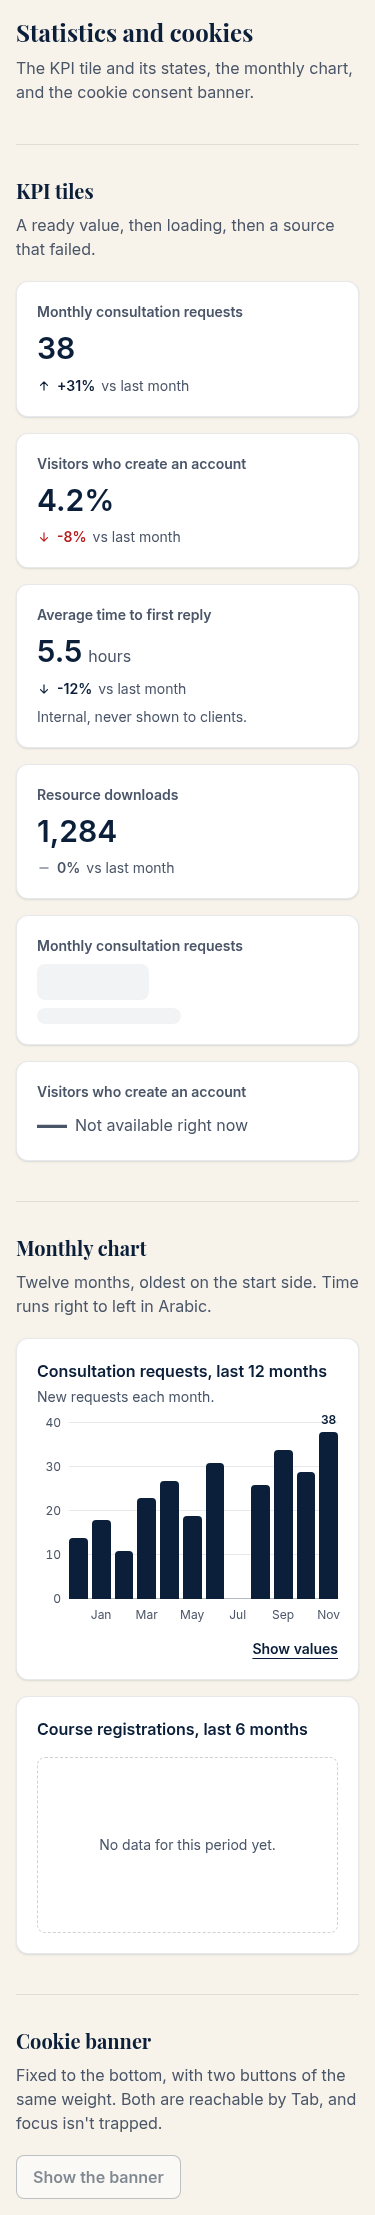 Statistics and cookies
The KPI tile and its states, the monthly chart,
and the cookie consent banner.
KPI tiles
A ready value, then loading, then a source
that failed.
Monthly consultation requests
38
↑ +31% vs last month
Visitors who create an account
4.2%
↓ -8% vs last month
Average time to first reply
5.5 hours
↓ -12% vs last month
Internal, never shown to clients.
Resource downloads
1,284
– 0% vs last month
Monthly consultation requests
Visitors who create an account
— Not available right now
Monthly chart
Twelve months, oldest on the start side. Time
runs right to left in Arabic.
Consultation requests, last 12 months
New requests each month.
38
40
30
20
10
0
Jan Mar May Jul Sep Nov
Show values
Course registrations, last 6 months
No data for this period yet.
Cookie banner
Fixed to the bottom, with two buttons of the
same weight. Both are reachable by Tab, and
focus isn't trapped.
Show the banner